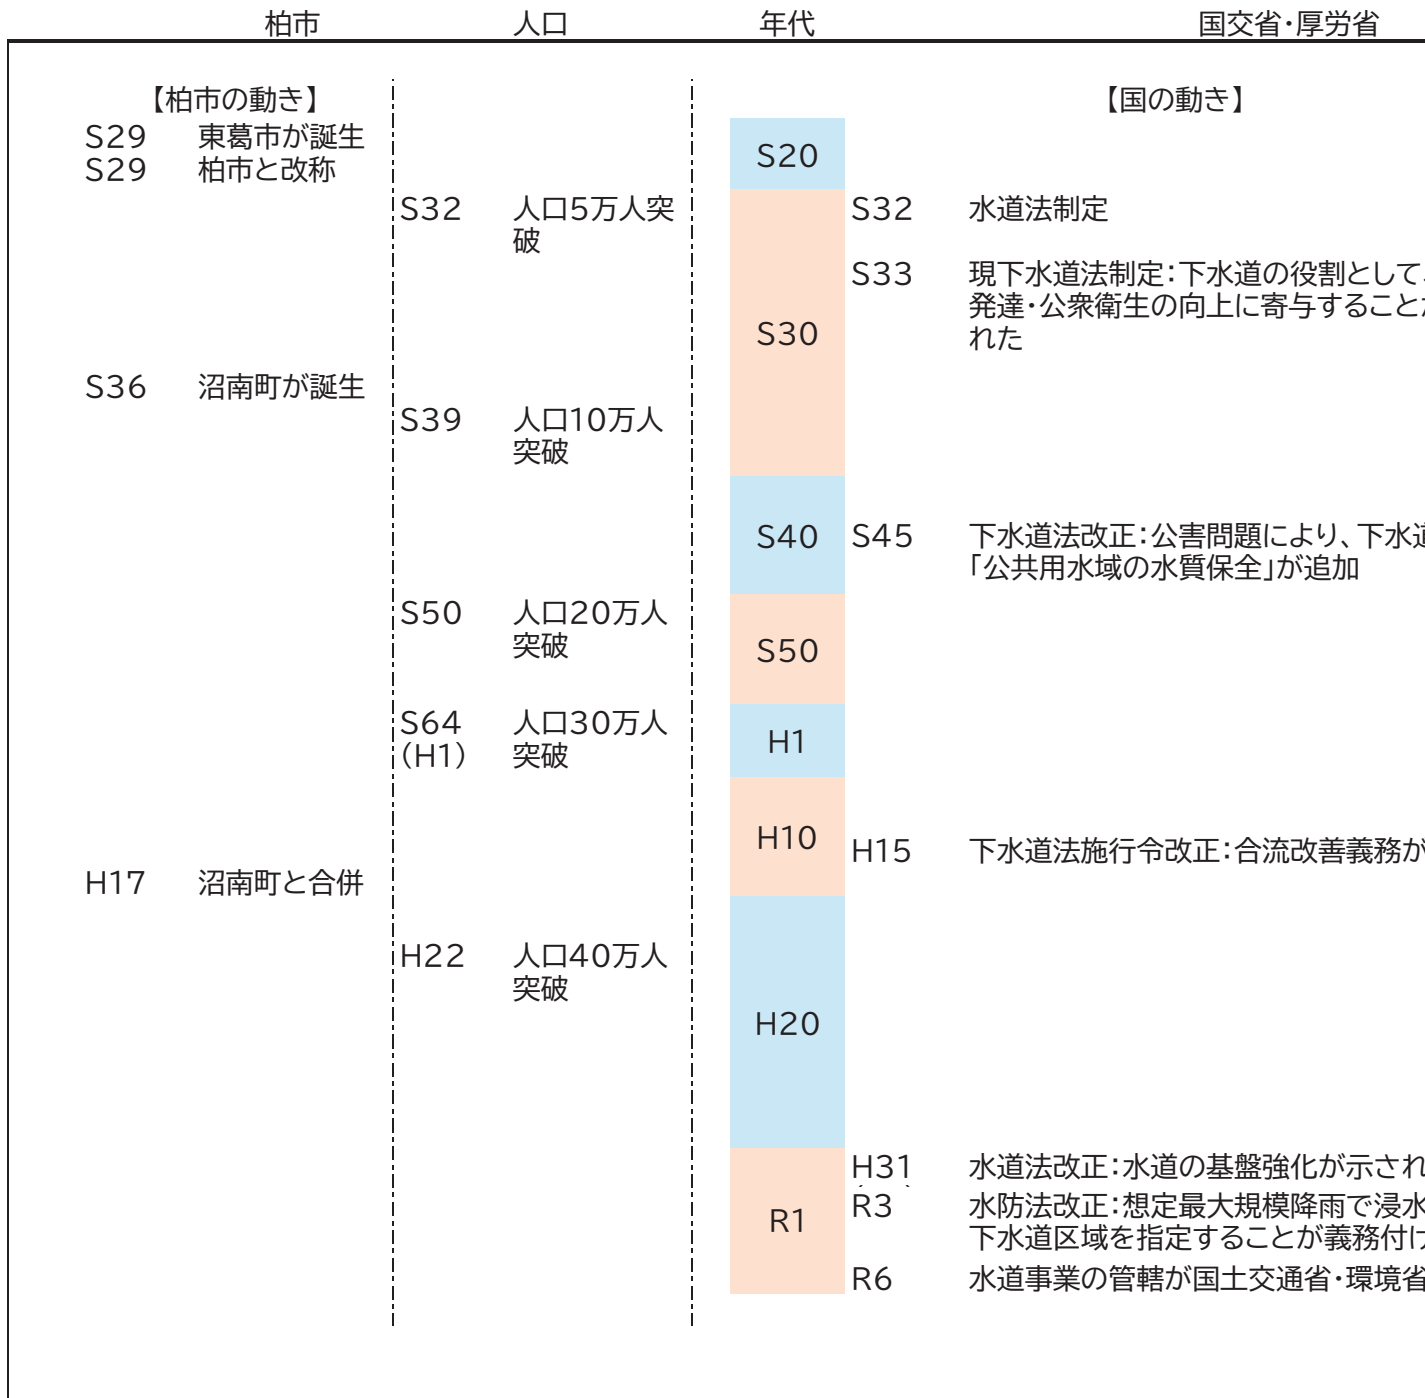 柏市 人口 年代 国交省・厚労省
【柏市の動き】 【国の動き】
S29 東葛市が誕生
S29 柏市と改称
S20
S32 人口5万人突
破
S32 水道法制定
S33 現下水道法制定：下水道の役割として、
発達・公衆衛生の向上に寄与すること
れた
S30
S36 沼南町が誕生
S39 人口10万人
突破
S40
S45 下水道法改正：公害問題により、下水道
「公共用水域の水質保全」が追加
S50 人口20万人
突破
S50
S64 人口30万人
(H1) 突破
H1
H10
H15 下水道法施行令改正：合流改善義務が
H17 沼南町と合併
H22 人口40万人
突破
H20
H31 水道法改正：水道の基盤強化が示され
R1
R3 水防法改正：想定最大規模降雨で浸水
下水道区域を指定することが義務付け
R6 水道事業の管轄が国土交通省・環境省